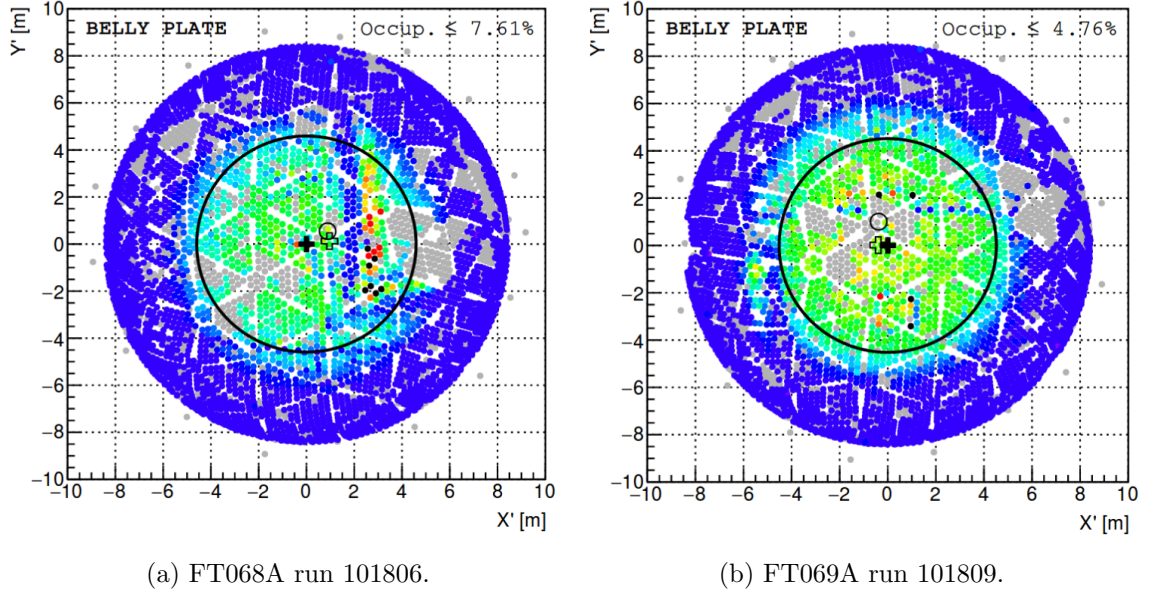 BELLY PLATE Occup. ≤ 7.61%
Y' [m]
10
8
6
4
2
0
−2
−4
−6
−8
−10
−10 −8 −6 −4 −2 0 2 4 6 8 10
X' [m]
(a) FT068A run 101806.
BELLY PLATE Occup. ≤ 4.76%
Y' [m]
10
8
6
4
2
0
−2
−4
−6
−8
−10
−10 −8 −6 −4 −2 0 2 4 6 8 10
X' [m]
(b) FT069A run 101809.